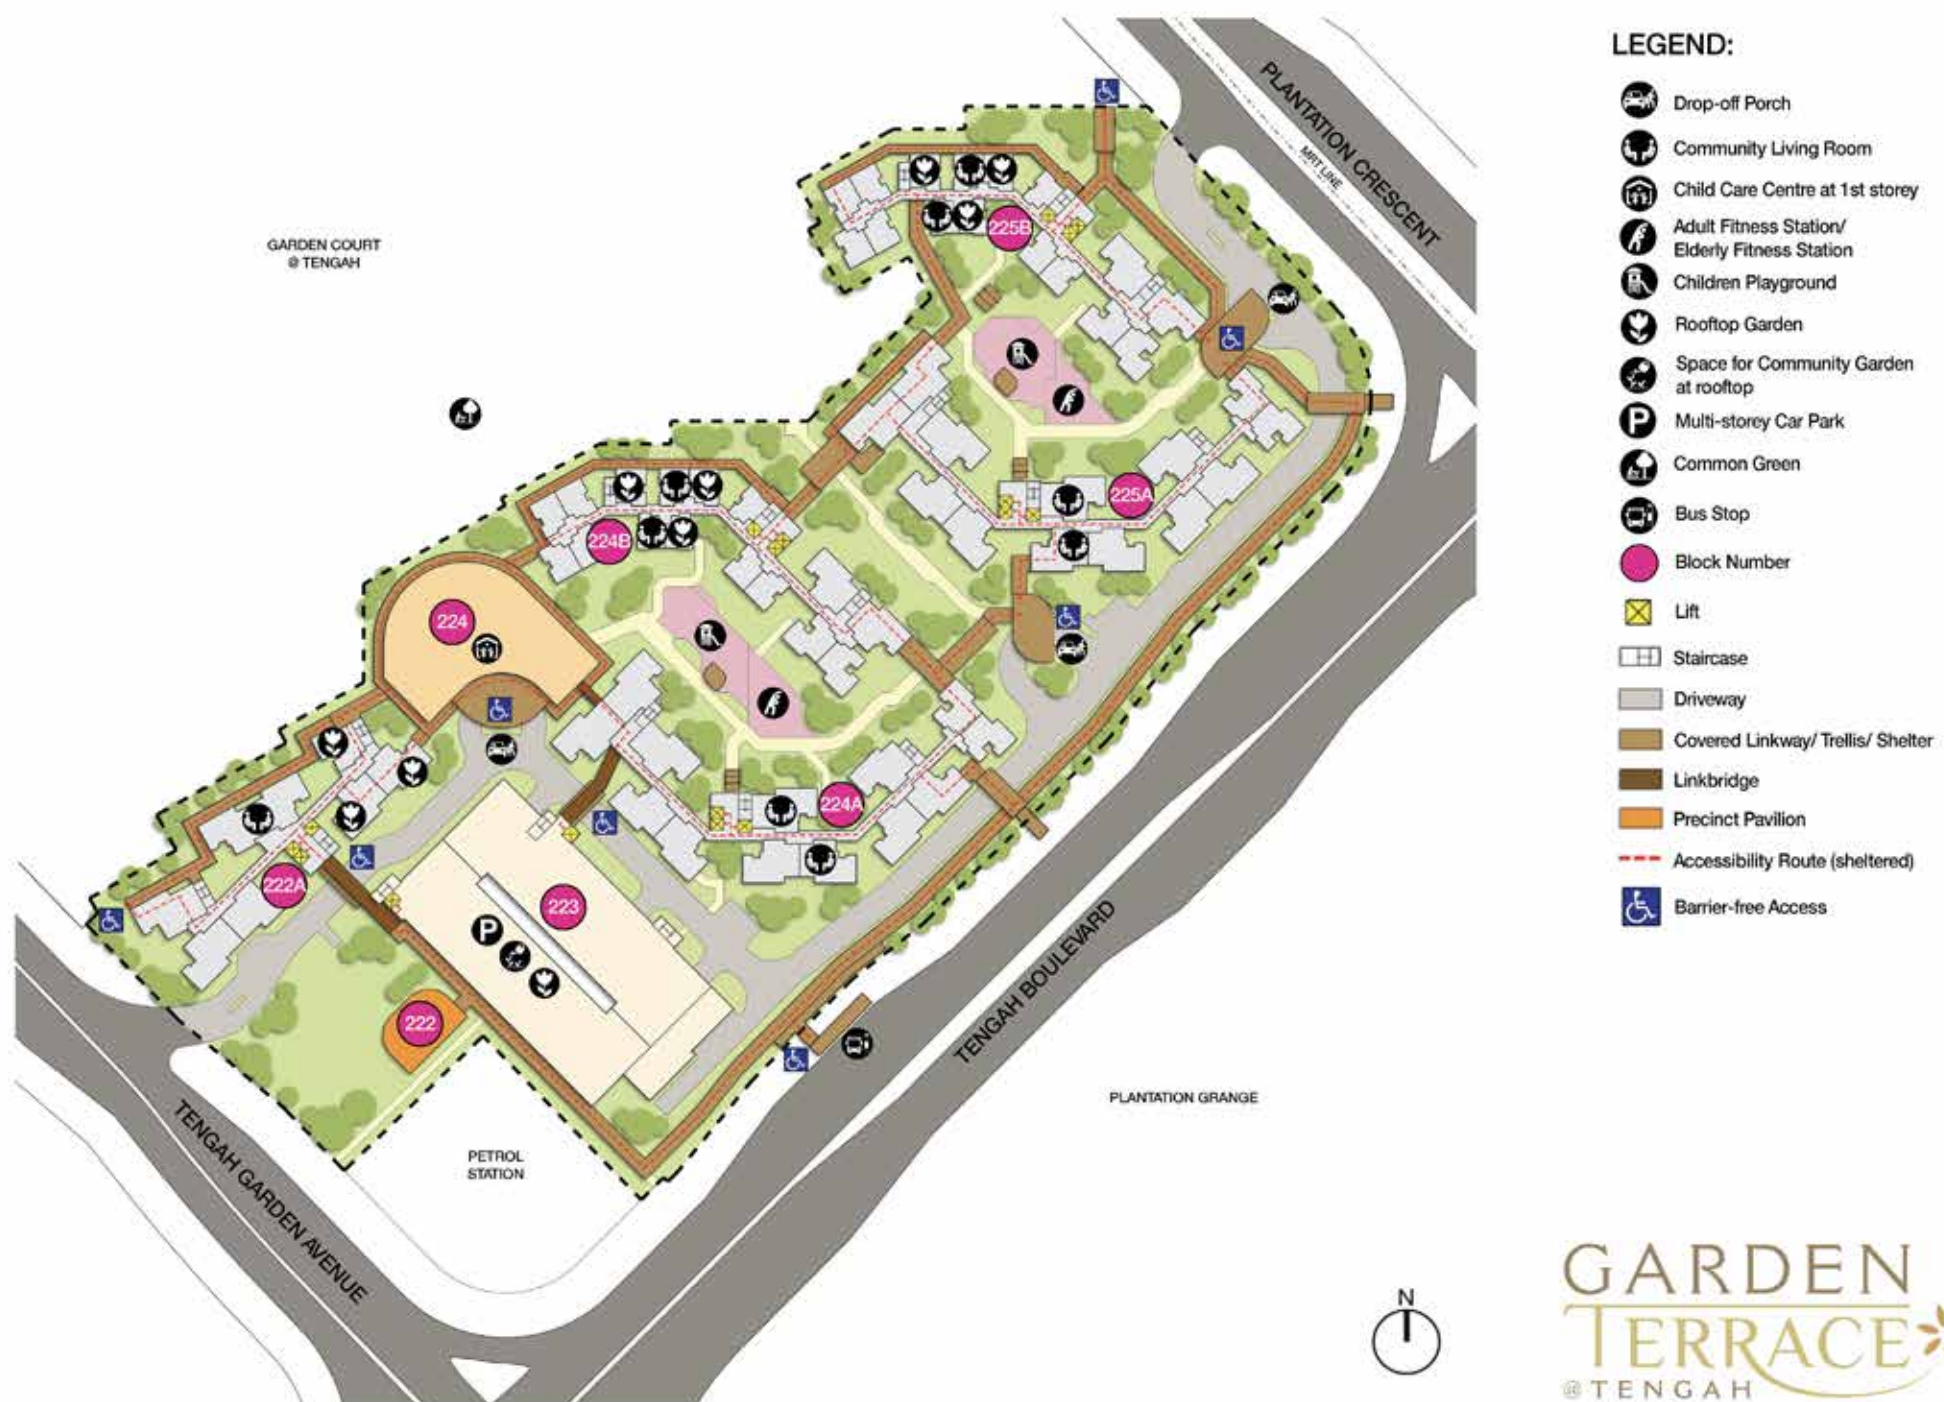 LEGEND:
Drop-off Porch
Community Living Room
Child Care Centre at 1st storey
Adult Fitness Station/
Elderly Fitness Station
Children Playground
Rooftop Garden
Space for Community Garden
at rooftop
P
Multi-storey Car Park
Common Green
Bus Stop
Block Number
Lift
Staircase
Driveway
Covered Linkway/ Trellis/ Shelter
Linkbridge
Precinct Pavilion
Accessibility Route (sheltered)
Barrier-free Access
PLANTATION CRESCENT
MRT LINE
GARDEN COURT
@ TENGAH
225B
225A
224B
224
224A
222A
223
P
222
TENGAH BOULEVARD
PLANTATION GRANGE
PETROL
STATION
TENGAH GARDEN AVENUE
N
GARDEN
TERRACE
@TENGAH